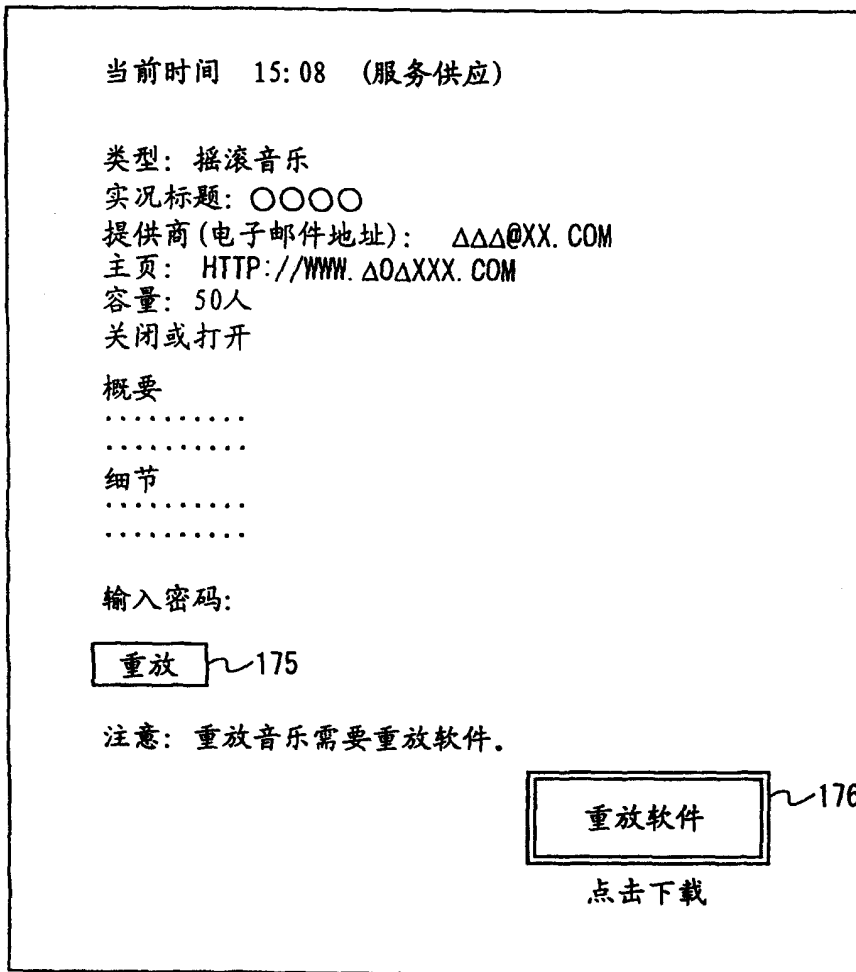 当前时间 15:08 (服务供应)
类型: 摇滚音乐
实况标题: ○○○○
提供商(电子邮件地址): △△△@XX.COM
主页: HTTP://WWW.△O△XXX.COM
容量: 50人
关闭或打开
概要
..........
..........
细节
..........
..........
输入密码:
重放 175
注意: 重放音乐需要重放软件.
重放软件 176
点击下载